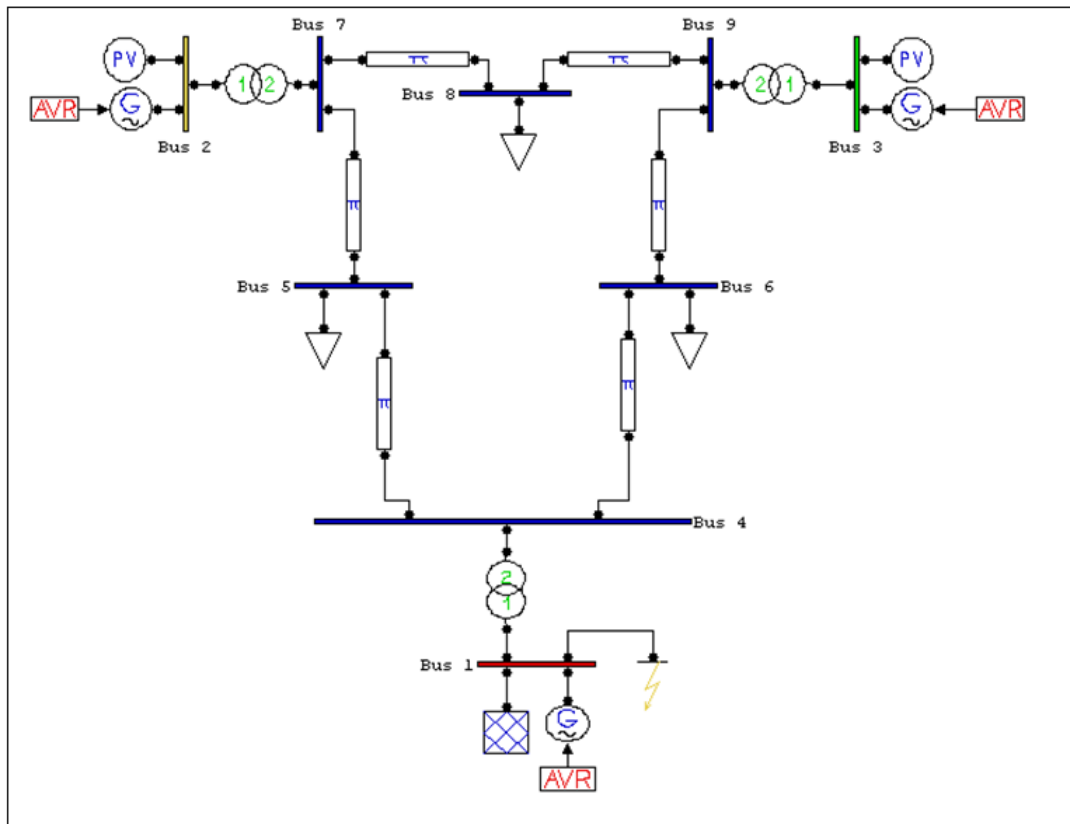 Bus 7
Bus 9
PV
1 2
π
π
2 1
PV
Bus 8
AVR
G
G
AVR
Bus 2
Bus 3
π
π
Bus 5
Bus 6
π
π
Bus 4
2
1
Bus 1
G
AVR